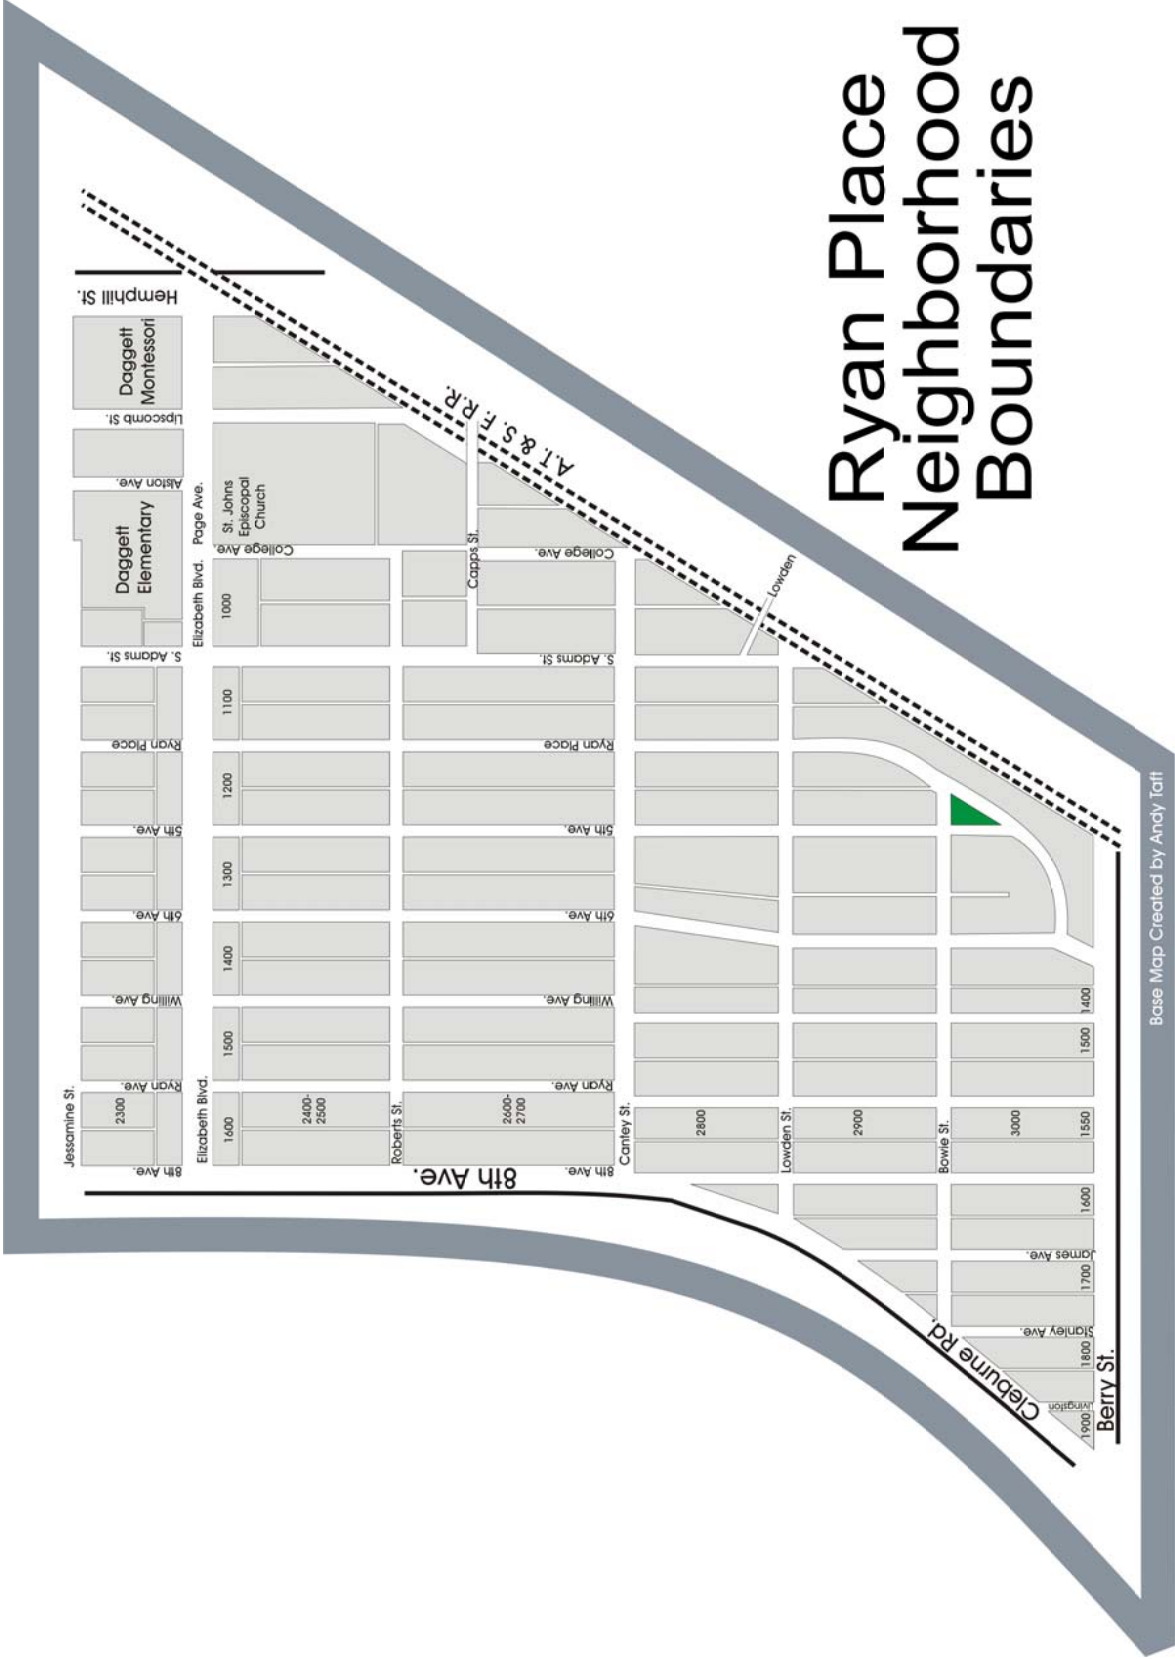 Ryan Place
Neighborhood
Boundaries
Jessamine St.
2300
8th Ave.
Ryan Ave.
Willing Ave.
6th Ave.
5th Ave.
Ryan Place
S. Adams St.
Daggett
Elementary
Alston Ave.
Lipscomb St.
Daggett
Montessori
Hemphill St.
Elizabeth Blvd.
Elizabeth Blvd.
Page Ave.
1600
1500
1400
1300
1200
1100
1000
St. Johns
Episcopal
Church
College Ave.
2400-
2500
Roberts St.
8th Ave.
Capps St.
A.T. & S. F. R.R.
2600-
2700
8th Ave.
Ryan Ave.
Willing Ave.
6th Ave.
5th Ave.
Ryan Place
S. Adams St.
College Ave.
Cantey St.
2800
Lowden St.
Lowden
2900
Bowie St.
Cleburne Rd.
3000
Livingston
Stanley Ave.
James Ave.
1900
1800
1700
1600
1550
1500
1400
Berry St.
Base Map Created by Andy Taft